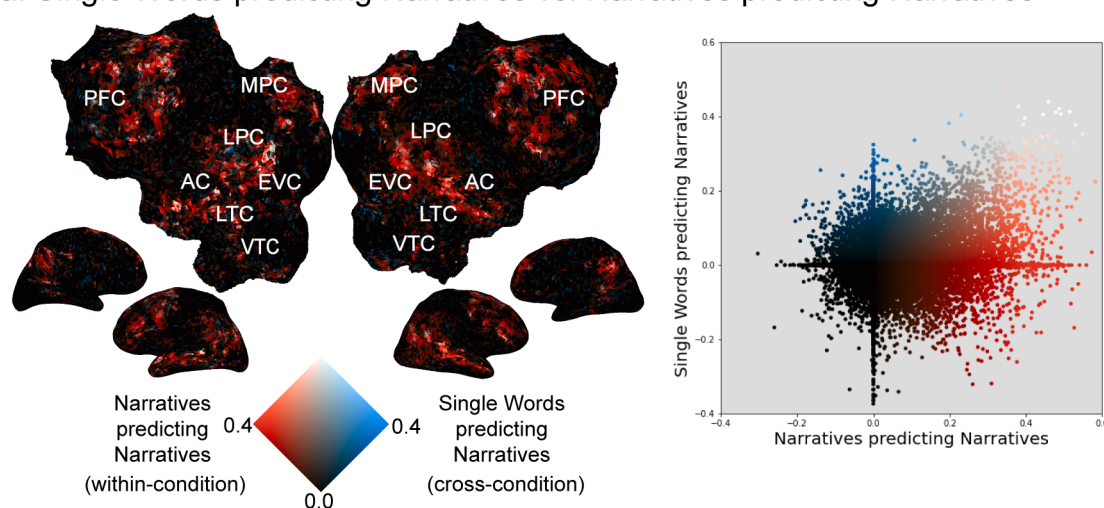 Single Words predicting Narratives vs. Narratives predicting Narratives
PFC
MPC
LPC
AC
EVC
LTC
VTC
MPC
PFC
LPC
EVC
AC
LTC
VTC
Narratives
predicting
Narratives
(within-condition)
0.4
0.4
0.0
Single Words
predicting
Narratives
(cross-condition)
Single Words predicting Narratives
0.6
0.4
0.2
0.0
−0.2
−0.4
−0.4
−0.2
0.0
0.2
0.4
Narratives predicting Narratives